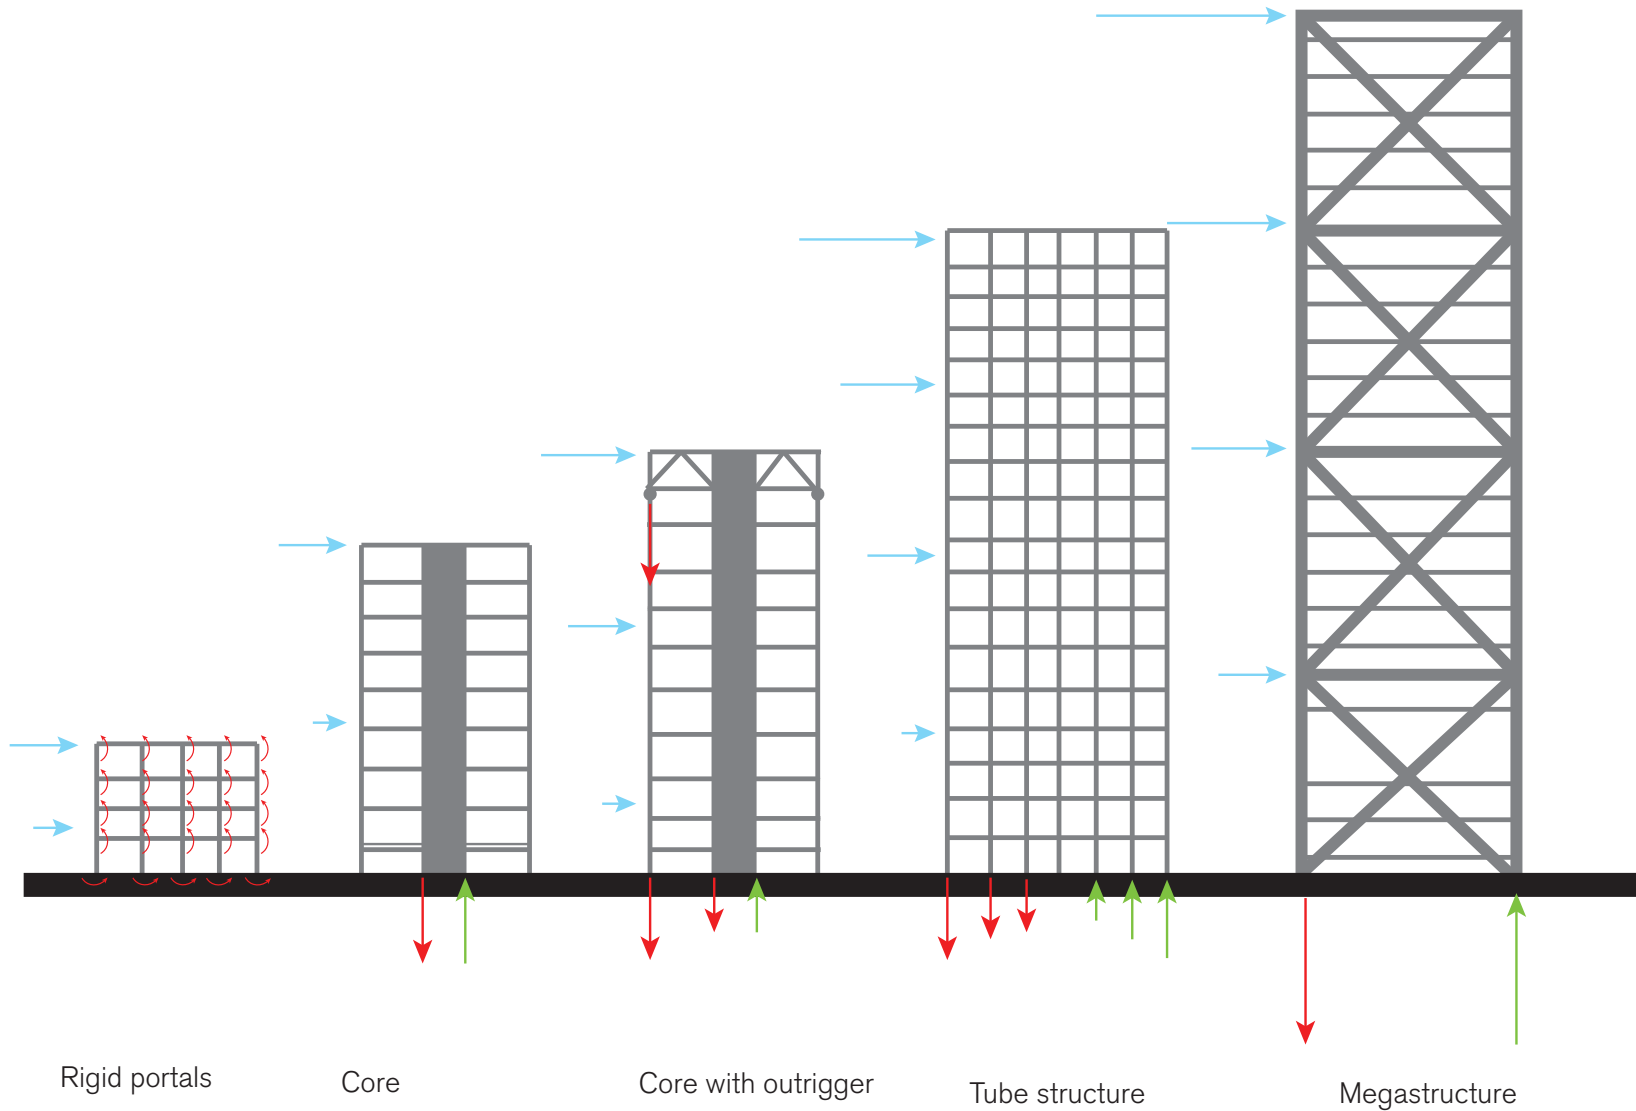 Rigid portals
Core
Core with outrigger
Tube structure
Megastructure